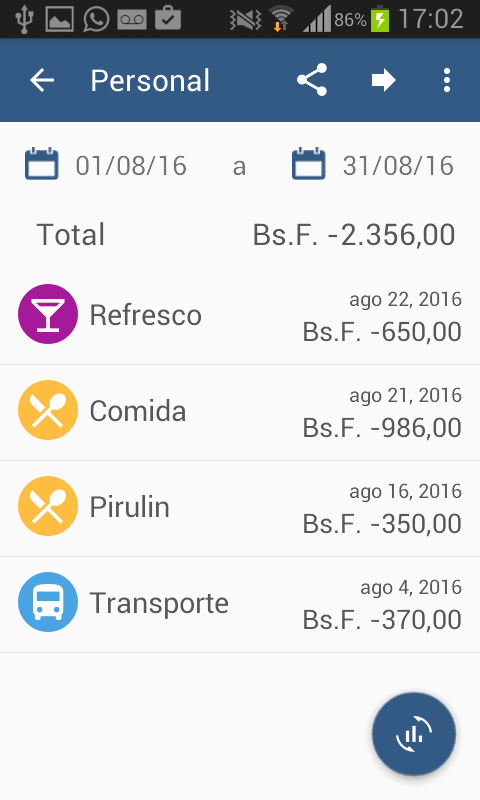 86% 17:02
Personal
01/08/16 a 31/08/16
Total Bs.F. -2.356,00
ago 22, 2016
Refresco Bs.F. -650,00
ago 21, 2016
Comida Bs.F. -986,00
ago 16, 2016
Pirulin Bs.F. -350,00
ago 4, 2016
Transporte Bs.F. -370,00